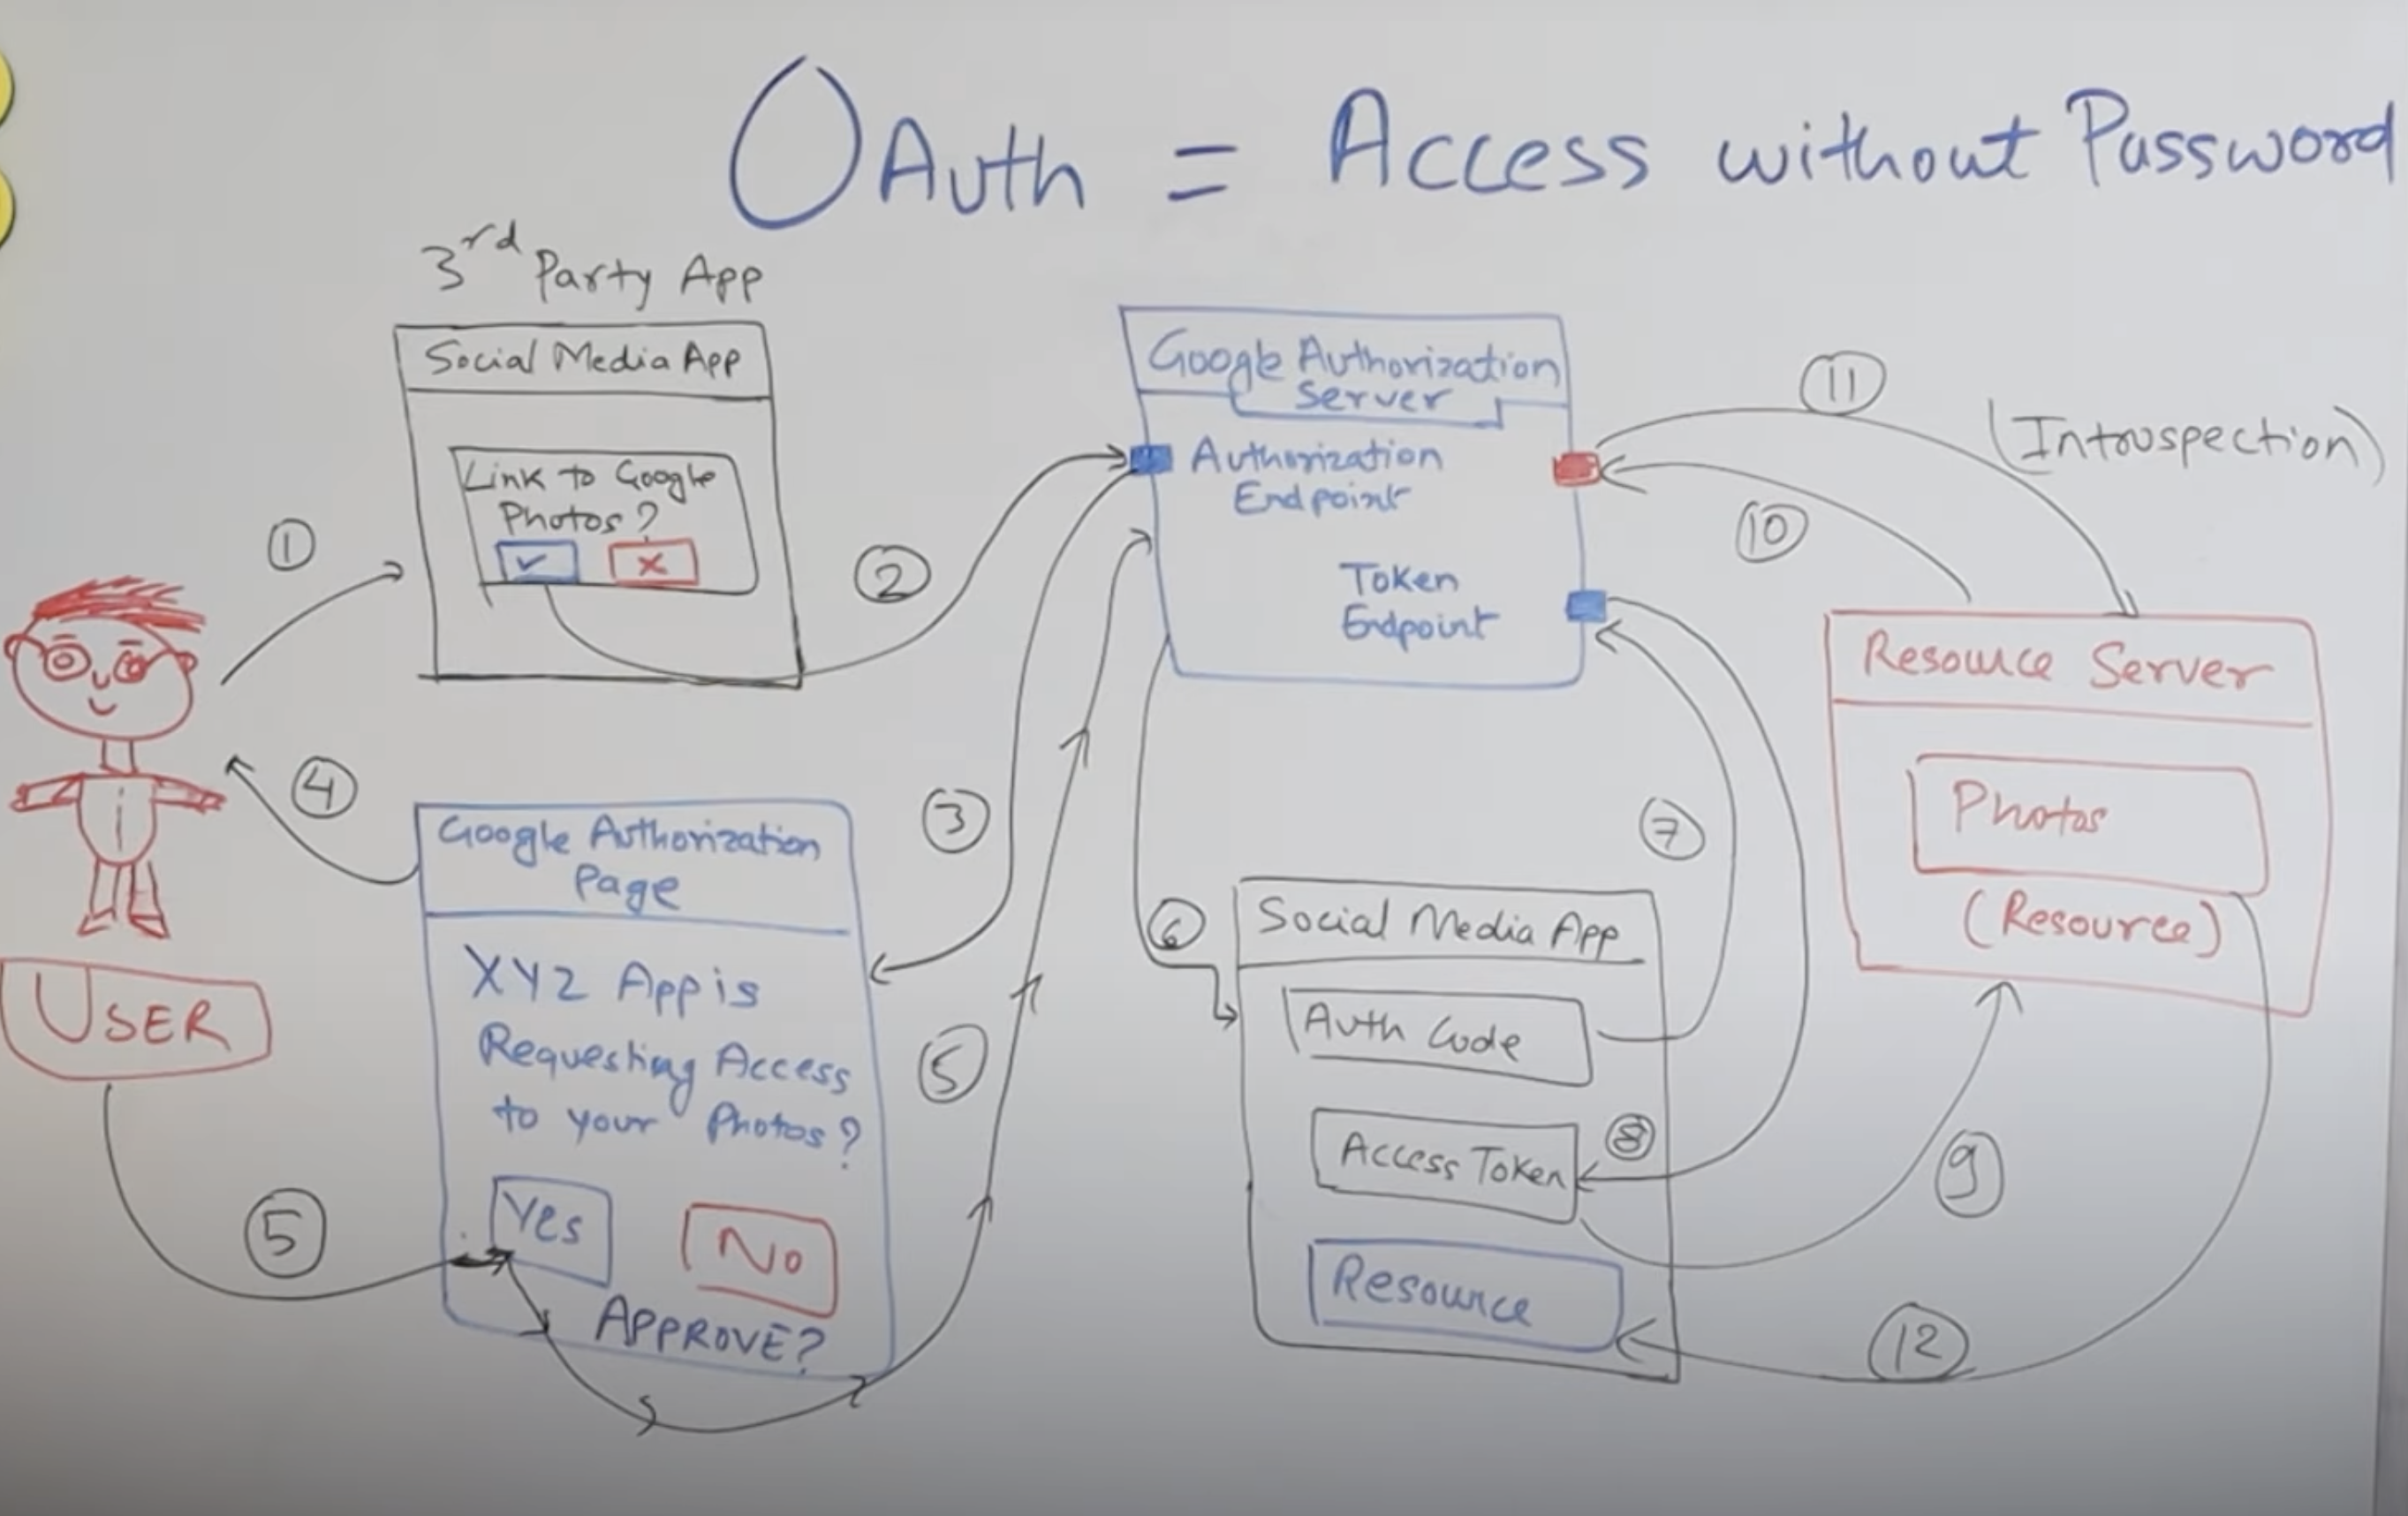 OAuth = Access without Password
3rd Party App
Social Media App
Link to Google
Photos?
1
2
Google Authorization
Server
Authorization
Endpoint
Token
Endpoint
11
(Introspection)
10
Resource Server
Photos
(Resource)
USER
4
Google Authorization
Page
XYZ App is
Requesting Access
to your Photos?
Yes
No
APPROVE?
3
5
5
6
7
Social Media App
Auth Code
Access Token
8
Resource
9
12